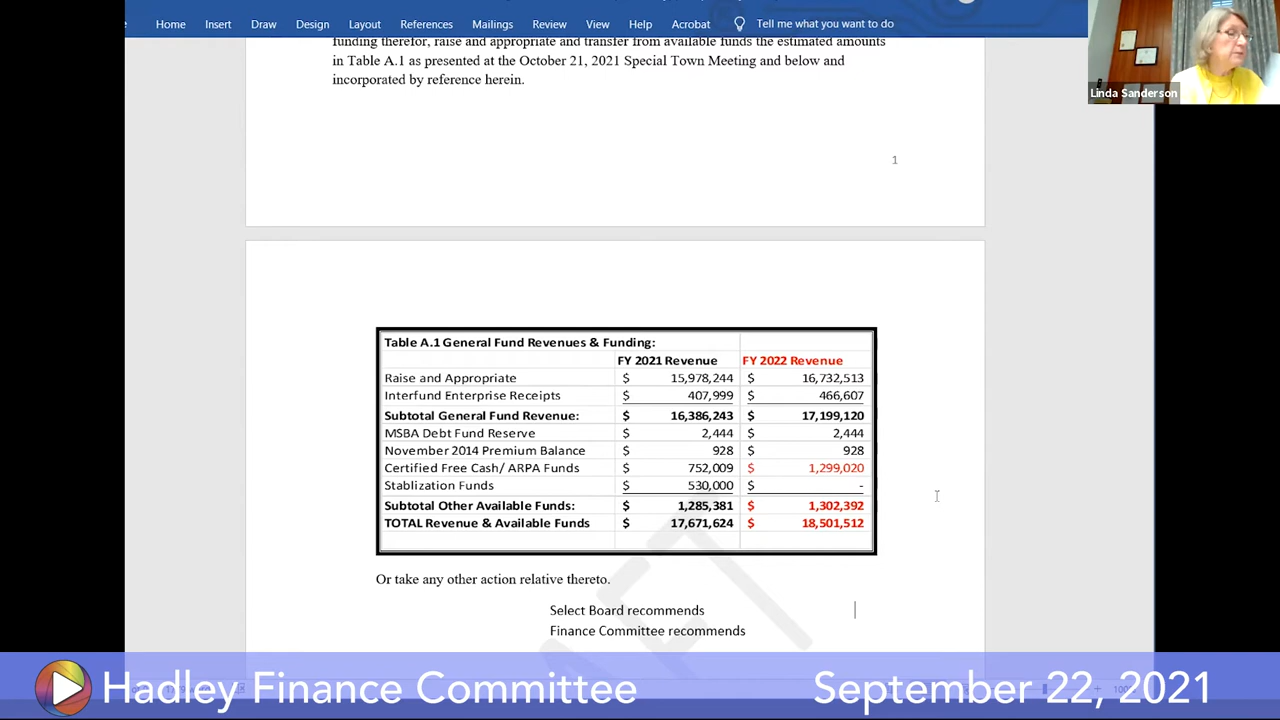 Home Insert Draw Design Layout References Mailings Review View Help Acrobat Tell me what you want to do
Linda Sanderson
funding therefor, raise and appropriate and transfer from available funds the estimated amounts
in Table A.1 as presented at the October 21, 2021 Special Town Meeting and below and
incorporated by reference herein.
1
Table A.1 General Fund Revenues & Funding:
FY 2021 Revenue FY 2022 Revenue
Raise and Appropriate $ 15,978,244 $ 16,732,513
Interfund Enterprise Receipts $ 407,999 $ 466,607
Subtotal General Fund Revenue: $ 16,386,243 $ 17,199,120
MSBA Debt Fund Reserve $ 2,444 $ 2,444
November 2014 Premium Balance $ 928 $ 928
Certified Free Cash/ ARPA Funds $ 752,009 $ 1,299,020
Stablization Funds $ 530,000 $ -
Subtotal Other Available Funds: $ 1,285,381 $ 1,302,392
TOTAL Revenue & Available Funds $ 17,671,624 $ 18,501,512
Or take any other action relative thereto.
Select Board recommends
Finance Committee recommends
Hadley Finance Committee September 22, 2021